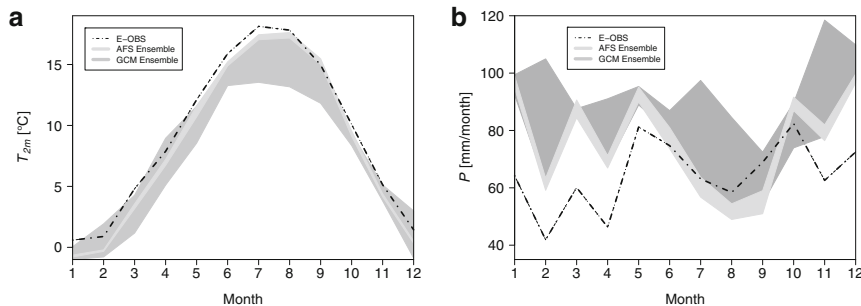 a
E–OBS
AFS Ensemble
GCM Ensemble
T2m [°C]
15
10
5
0
1 2 3 4 5 6 7 8 9 10 11 12
Month
b
E–OBS
AFS Ensemble
GCM Ensemble
P [mm/month]
120
100
80
60
40
1 2 3 4 5 6 7 8 9 10 11 12
Month